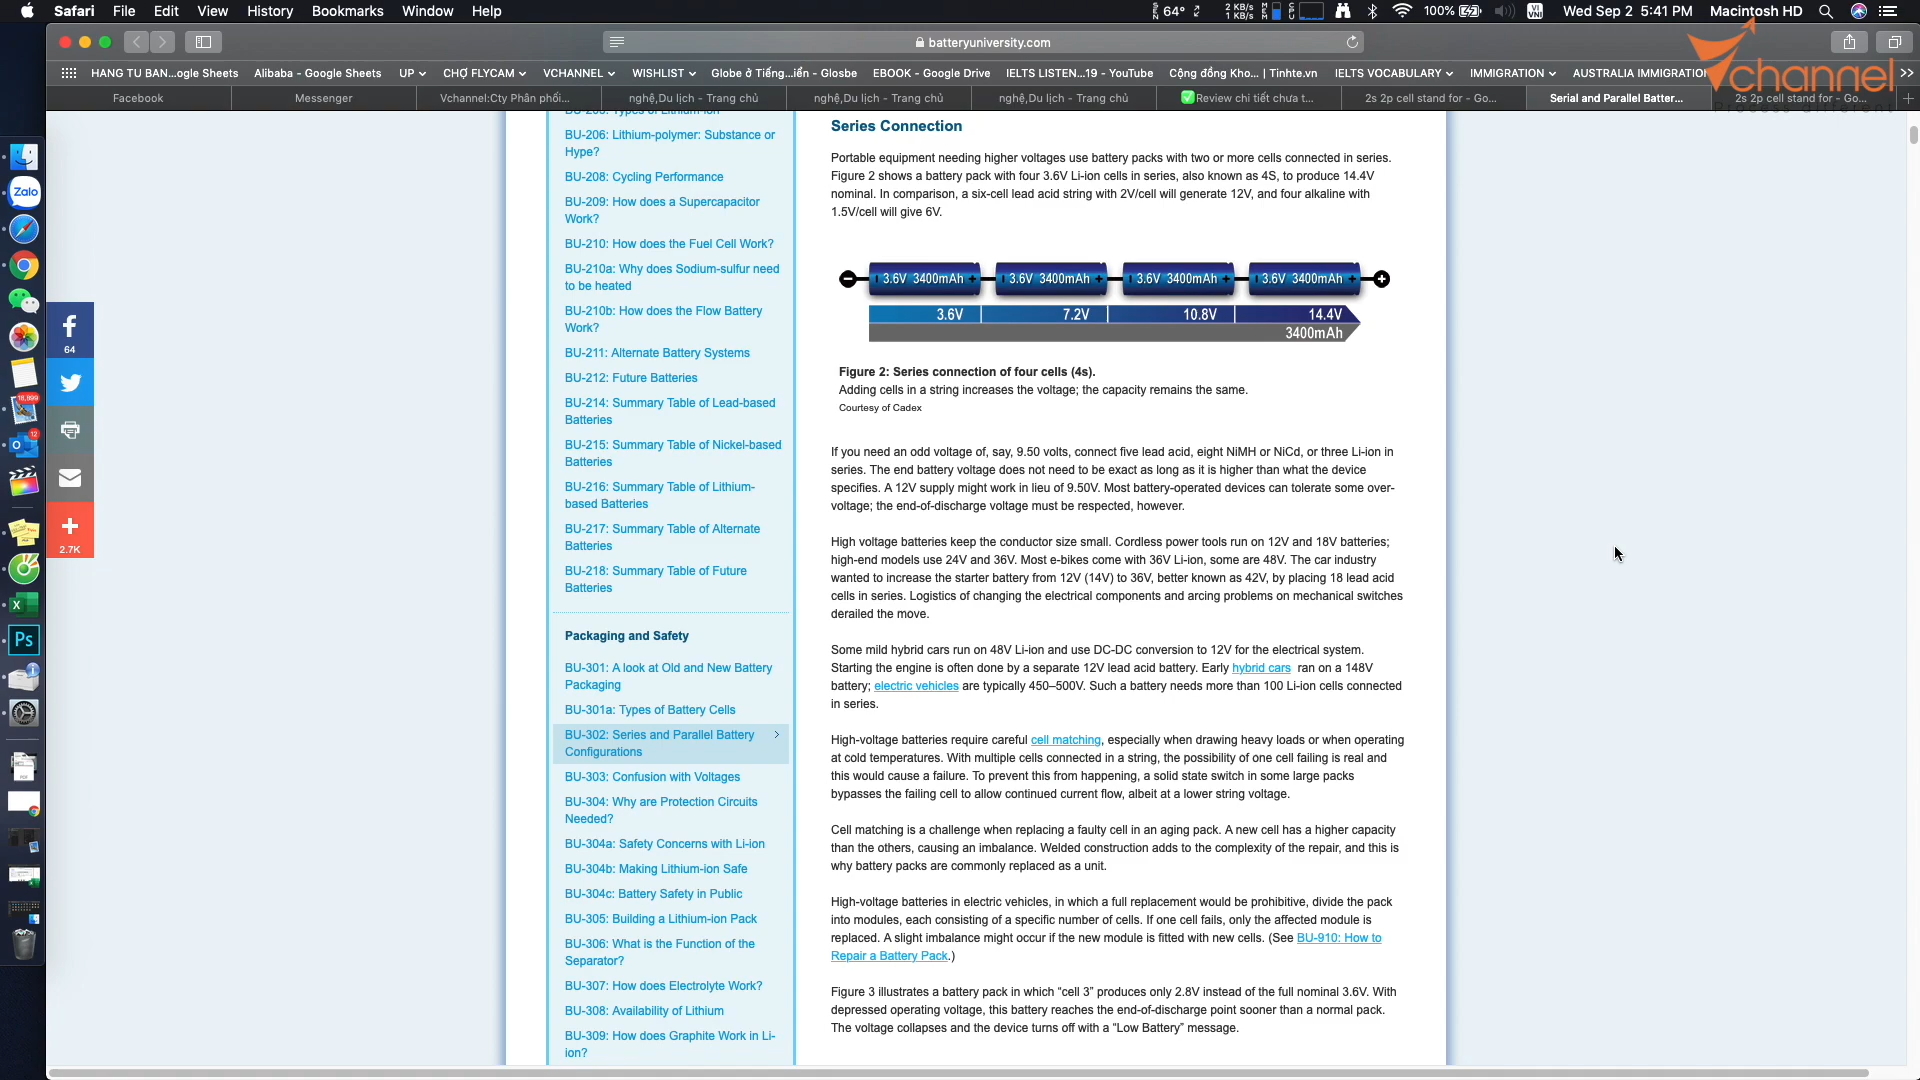 Safari File Edit View History Bookmarks Window Help
64° 2 KB/s 1 KB/s 100% VI VNI Wed Sep 2 5:41 PM Macintosh HD
batteryuniversity.com
HANG TU BAN...ogle Sheets Alibaba - Google Sheets UP CHỢ FLYCAM VCHANNEL WISHLIST Globe ở Tiếng...iển - Glosbe EBOOK - Google Drive IELTS LISTEN...19 - YouTube Cộng đồng Kho... | Tinhte.vn IELTS VOCABULARY IMMIGRATION AUSTRALIA IMMIGRATIO
Vchannel
Facebook Messenger Vchannel:Cty Phân phối... nghệ,Du lịch - Trang chủ nghệ,Du lịch - Trang chủ nghệ,Du lịch - Trang chủ Review chi tiết chưa t... 2s 2p cell stand for - Go... Serial and Parallel Batter... 2s 2p cell stand for - Go...
BU-205: Types of Lithium-ion
BU-206: Lithium-polymer: Substance or
Hype?
BU-208: Cycling Performance
BU-209: How does a Supercapacitor
Work?
BU-210: How does the Fuel Cell Work?
BU-210a: Why does Sodium-sulfur need
to be heated
BU-210b: How does the Flow Battery
Work?
BU-211: Alternate Battery Systems
BU-212: Future Batteries
BU-214: Summary Table of Lead-based
Batteries
BU-215: Summary Table of Nickel-based
Batteries
BU-216: Summary Table of Lithium-
based Batteries
BU-217: Summary Table of Alternate
Batteries
BU-218: Summary Table of Future
Batteries
Packaging and Safety
BU-301: A look at Old and New Battery
Packaging
BU-301a: Types of Battery Cells
BU-302: Series and Parallel Battery
Configurations
BU-303: Confusion with Voltages
BU-304: Why are Protection Circuits
Needed?
BU-304a: Safety Concerns with Li-ion
BU-304b: Making Lithium-ion Safe
BU-304c: Battery Safety in Public
BU-305: Building a Lithium-ion Pack
BU-306: What is the Function of the
Separator?
BU-307: How does Electrolyte Work?
BU-308: Availability of Lithium
BU-309: How does Graphite Work in Li-
ion?
Series Connection
Portable equipment needing higher voltages use battery packs with two or more cells connected in series.
Figure 2 shows a battery pack with four 3.6V Li-ion cells in series, also known as 4S, to produce 14.4V
nominal. In comparison, a six-cell lead acid string with 2V/cell will generate 12V, and four alkaline with
1.5V/cell will give 6V.
3.6V 3400mAh + 3.6V 3400mAh + 3.6V 3400mAh + 3.6V 3400mAh +
3.6V 7.2V 10.8V 14.4V
3400mAh
Figure 2: Series connection of four cells (4s).
Adding cells in a string increases the voltage; the capacity remains the same.
Courtesy of Cadex
If you need an odd voltage of, say, 9.50 volts, connect five lead acid, eight NiMH or NiCd, or three Li-ion in
series. The end battery voltage does not need to be exact as long as it is higher than what the device
specifies. A 12V supply might work in lieu of 9.50V. Most battery-operated devices can tolerate some over-
voltage; the end-of-discharge voltage must be respected, however.
High voltage batteries keep the conductor size small. Cordless power tools run on 12V and 18V batteries;
high-end models use 24V and 36V. Most e-bikes come with 36V Li-ion, some are 48V. The car industry
wanted to increase the starter battery from 12V (14V) to 36V, better known as 42V, by placing 18 lead acid
cells in series. Logistics of changing the electrical components and arcing problems on mechanical switches
derailed the move.
Some mild hybrid cars run on 48V Li-ion and use DC-DC conversion to 12V for the electrical system.
Starting the engine is often done by a separate 12V lead acid battery. Early hybrid cars ran on a 148V
battery; electric vehicles are typically 450–500V. Such a battery needs more than 100 Li-ion cells connected
in series.
High-voltage batteries require careful cell matching, especially when drawing heavy loads or when operating
at cold temperatures. With multiple cells connected in a string, the possibility of one cell failing is real and
this would cause a failure. To prevent this from happening, a solid state switch in some large packs
bypasses the failing cell to allow continued current flow, albeit at a lower string voltage.
Cell matching is a challenge when replacing a faulty cell in an aging pack. A new cell has a higher capacity
than the others, causing an imbalance. Welded construction adds to the complexity of the repair, and this is
why battery packs are commonly replaced as a unit.
High-voltage batteries in electric vehicles, in which a full replacement would be prohibitive, divide the pack
into modules, each consisting of a specific number of cells. If one cell fails, only the affected module is
replaced. A slight imbalance might occur if the new module is fitted with new cells. (See BU-910: How to
Repair a Battery Pack.)
Figure 3 illustrates a battery pack in which “cell 3” produces only 2.8V instead of the full nominal 3.6V. With
depressed operating voltage, this battery reaches the end-of-discharge point sooner than a normal pack.
The voltage collapses and the device turns off with a “Low Battery” message.
Zalo
64
2.7K
18,899
12
Ps